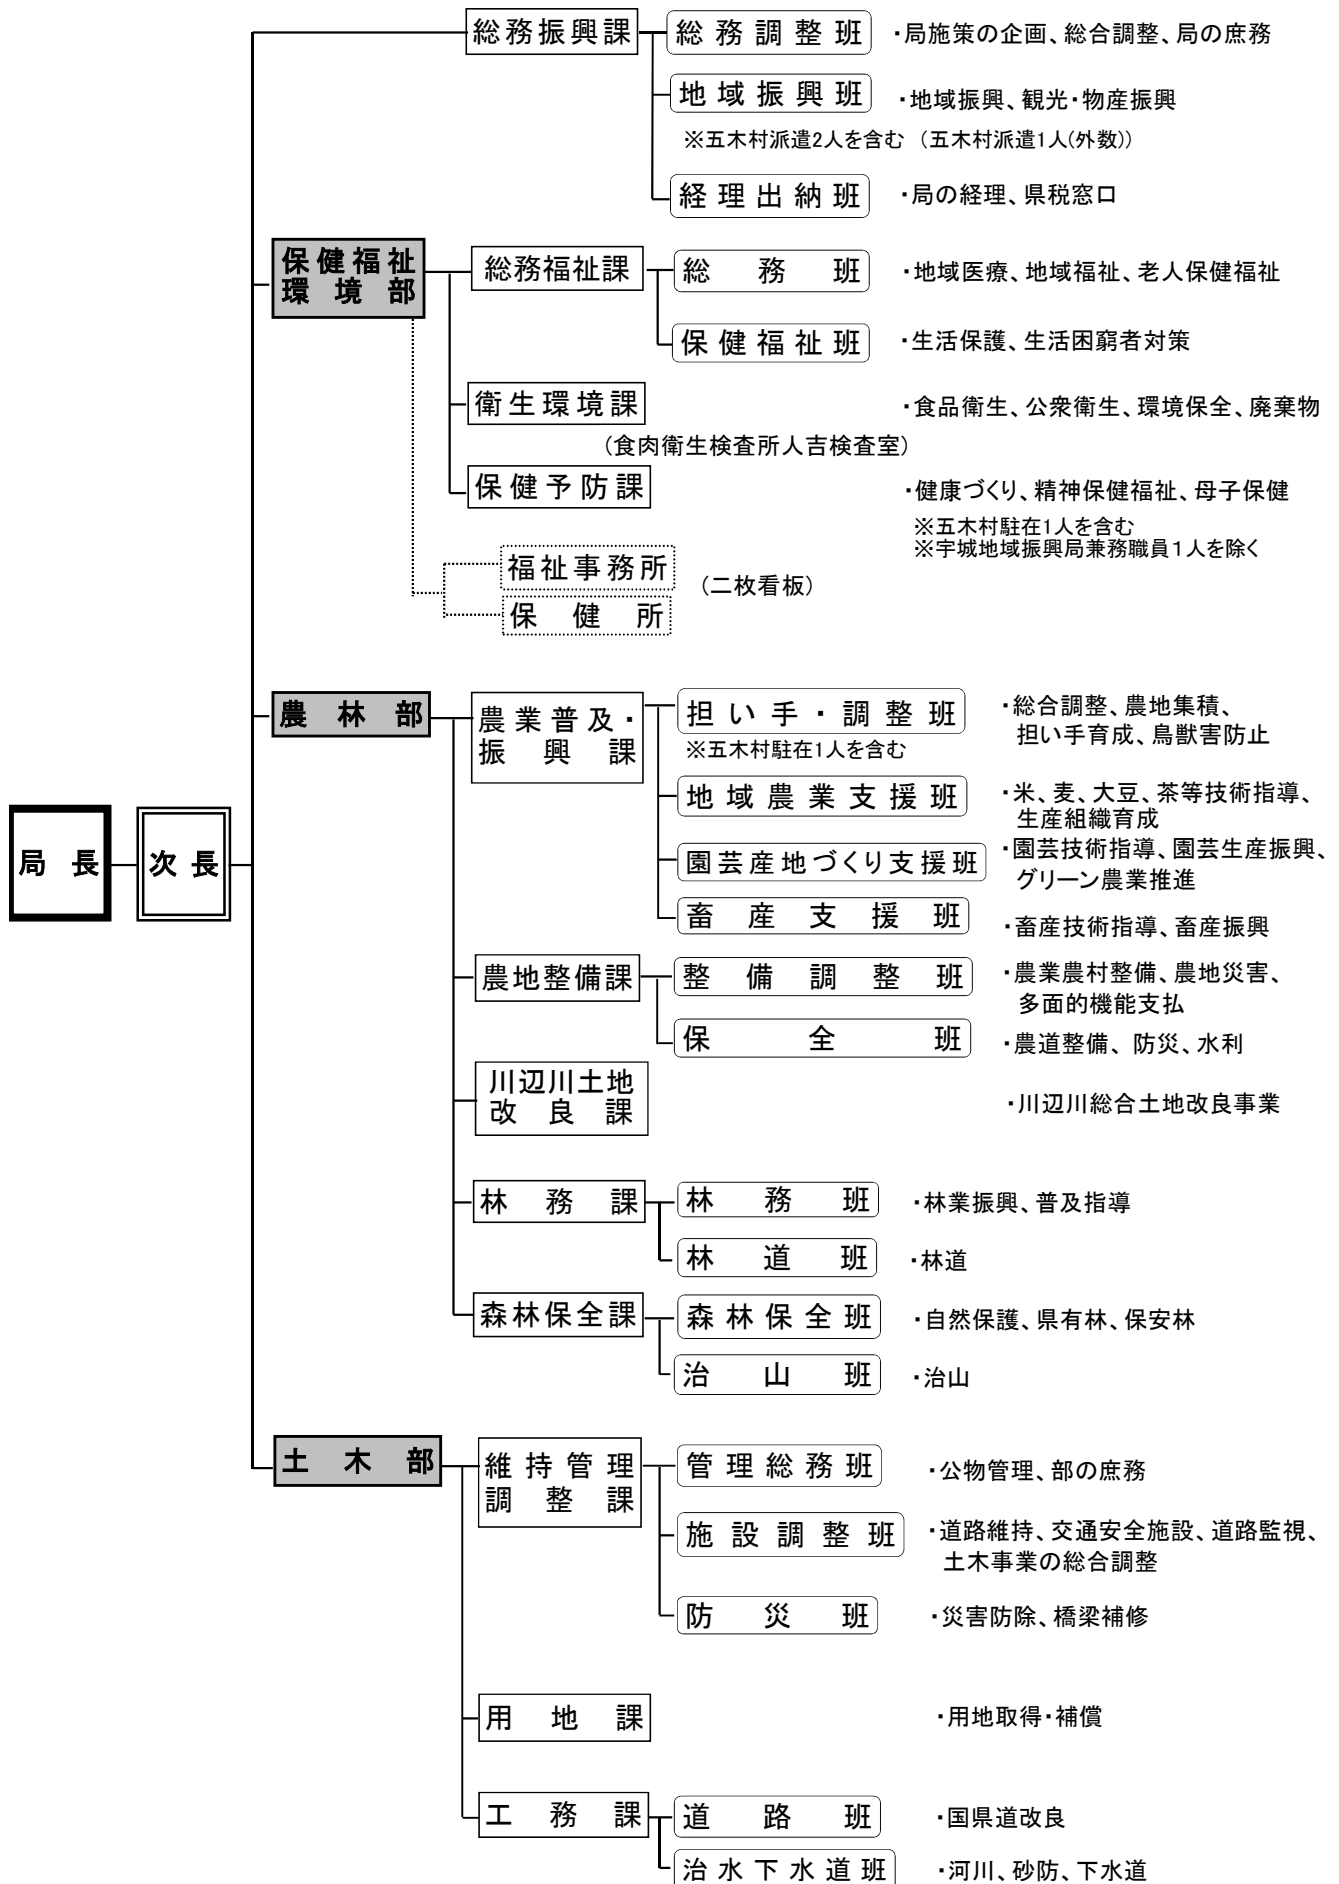 総務振興課
総務調整班
・局施策の企画、総合調整、局の庶務
地域振興班
・地域振興、観光・物産振興
※五木村派遣2人を含む （五木村派遣1人(外数)）
経理出納班
・局の経理、県税窓口
保健福祉
環境部
総務福祉課
総務班
・地域医療、地域福祉、老人保健福祉
保健福祉班
・生活保護、生活困窮者対策
衛生環境課
・食品衛生、公衆衛生、環境保全、廃棄物
（食肉衛生検査所人吉検査室）
保健予防課
・健康づくり、精神保健福祉、母子保健
※五木村駐在1人を含む
※宇城地域振興局兼務職員１人を除く
福祉事務所
（二枚看板）
保健所
農林部
農業普及・
振興課
担い手・調整班
※五木村駐在1人を含む
・総合調整、農地集積、
担い手育成、鳥獣害防止
地域農業支援班
・米、麦、大豆、茶等技術指導、
生産組織育成
園芸産地づくり支援班
・園芸技術指導、園芸生産振興、
グリーン農業推進
畜産支援班
・畜産技術指導、畜産振興
局長
次長
農地整備課
整備調整班
・農業農村整備、農地災害、
多面的機能支払
保全班
・農道整備、防災、水利
川辺川土地
改良課
・川辺川総合土地改良事業
林務課
林務班
・林業振興、普及指導
林道班
・林道
森林保全課
森林保全班
・自然保護、県有林、保安林
治山班
・治山
土木部
維持管理
調整課
管理総務班
・公物管理、部の庶務
施設調整班
・道路維持、交通安全施設、道路監視、
土木事業の総合調整
防災班
・災害防除、橋梁補修
用地課
・用地取得・補償
工務課
道路班
・国県道改良
治水下水道班
・河川、砂防、下水道